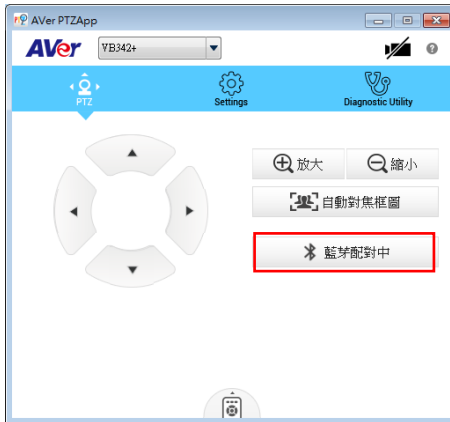 AVer PTZApp
AVer
VB342+
PTZ
Settings
Diagnostic Utility
放大
縮小
自動對焦框圖
藍芽配對中